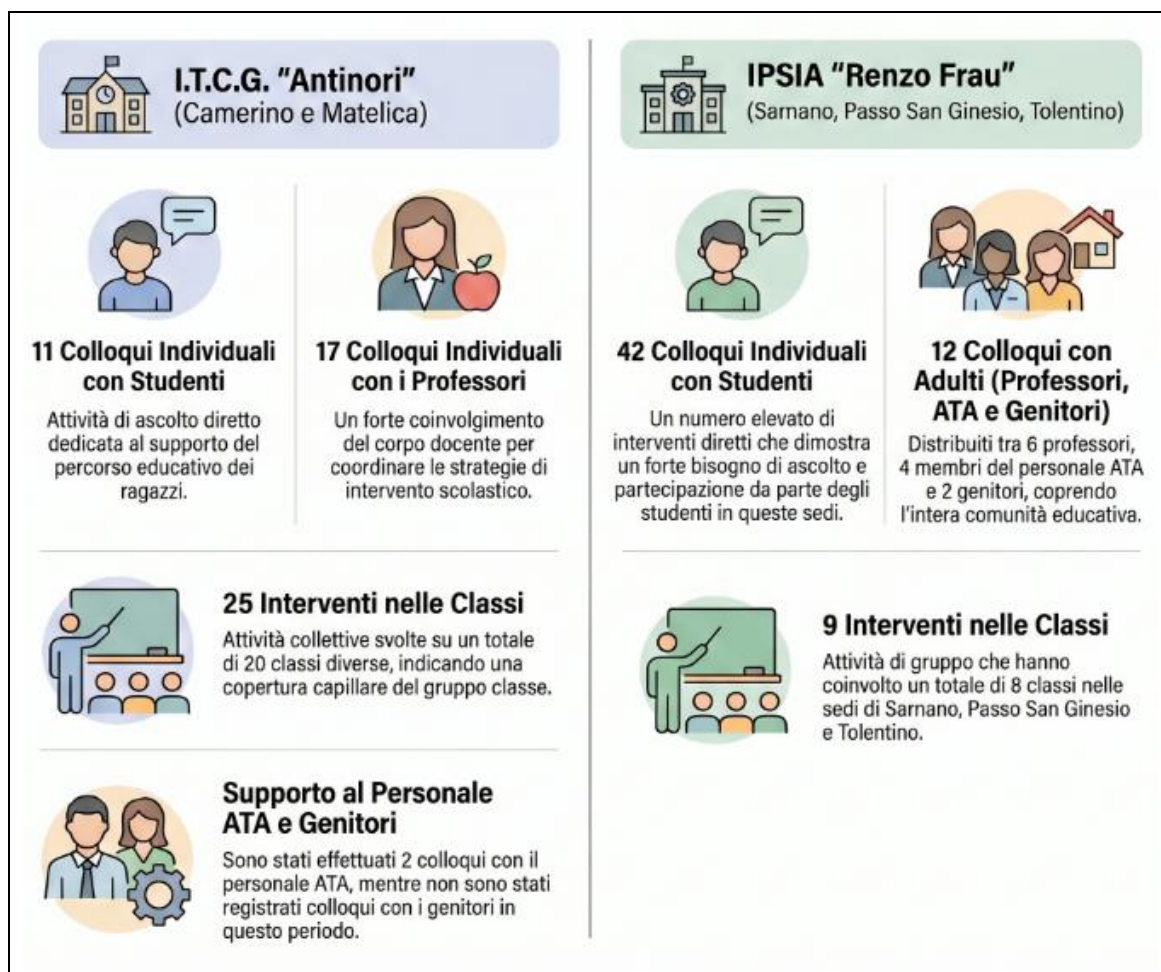 I.T.C.G. "Antinori"
(Camerino e Matelica)
11 Colloqui Individuali
con Studenti
Attività di ascolto diretto
dedicata al supporto del
percorso educativo dei
ragazzi.
17 Colloqui Individuali
con i Professori
Un forte coinvolgimento
del corpo docente per
coordinare le strategie di
intervento scolastico.
25 Interventi nelle Classi
Attività collettive svolte su un totale
di 20 classi diverse, indicando una
copertura capillare del gruppo classe.
Supporto al Personale
ATA e Genitori
Sono stati effettuati 2 colloqui con il
personale ATA, mentre non sono stati
registrati colloqui con i genitori in
questo periodo.
IPSIA "Renzo Frau"
(Sarnano, Passo San Ginesio, Tolentino)
42 Colloqui Individuali
con Studenti
Un numero elevato di
interventi diretti che dimostra
un forte bisogno di ascolto e
partecipazione da parte degli
studenti in queste sedi.
12 Colloqui con
Adulti (Professori,
ATA e Genitori)
Distribuiti tra 6 professori,
4 membri del personale ATA
e 2 genitori, coprendo
l'intera comunità educativa.
9 Interventi nelle Classi
Attività di gruppo che hanno
coinvolto un totale di 8 classi nelle
sedi di Sarnano, Passo San Ginesio
e Tolentino.